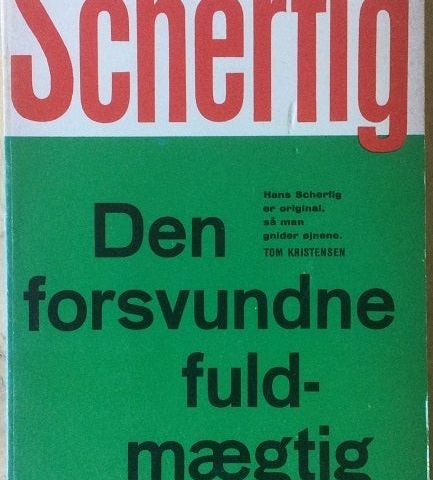 Scherfig
Hans Scherfig
er original,
så man
gnider øjnene.
TOM KRISTENSEN
Den
forsvundne
fuld-
mægtig